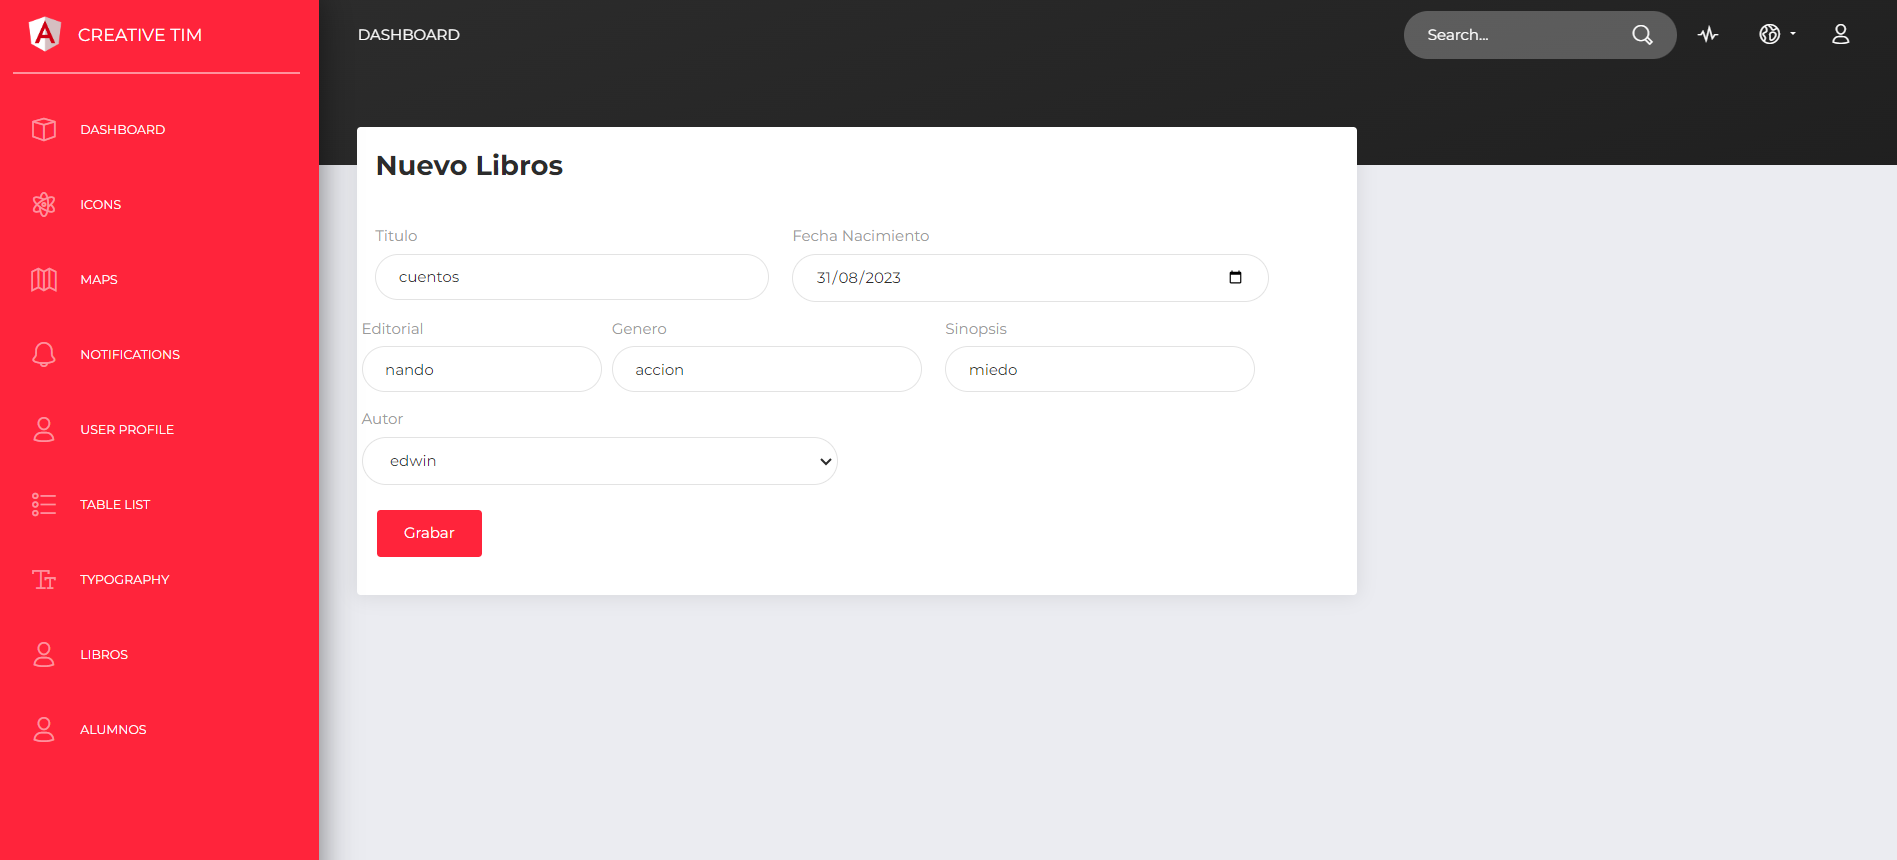 CREATIVE TIM
DASHBOARD
ICONS
MAPS
NOTIFICATIONS
USER PROFILE
TABLE LIST
TYPOGRAPHY
LIBROS
ALUMNOS
DASHBOARD
Search...
Nuevo Libros
Titulo
Fecha Nacimiento
cuentos
31/08/2023
Editorial
Genero
Sinopsis
nando
accion
miedo
Autor
edwin
Grabar